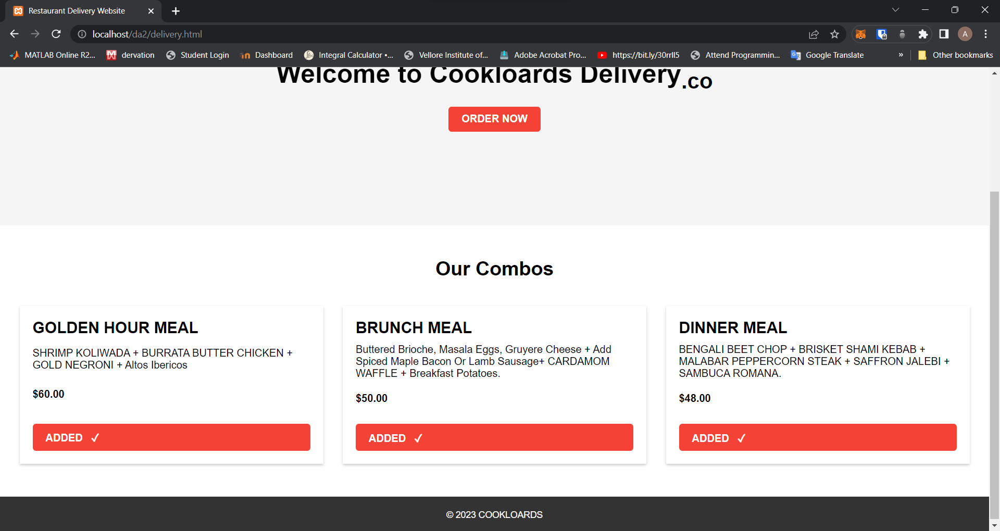 Restaurant Delivery Website
localhost/da2/delivery.html
A
MATLAB Online R2... dervation Student Login Dashboard Integral Calculator •... Vellore Institute of... Adobe Acrobat Pro... https://bit.ly/30rrlI5 Attend Programmin... Google Translate » Other bookmarks
Welcome to Cookloards Delivery.co
ORDER NOW
Our Combos
GOLDEN HOUR MEAL
SHRIMP KOLIWADA + BURRATA BUTTER CHICKEN +
GOLD NEGRONI + Altos Ibericos
$60.00
ADDED ✓
BRUNCH MEAL
Buttered Brioche, Masala Eggs, Gruyere Cheese + Add
Spiced Maple Bacon Or Lamb Sausage+ CARDAMOM
WAFFLE + Breakfast Potatoes.
$50.00
ADDED ✓
DINNER MEAL
BENGALI BEET CHOP + BRISKET SHAMI KEBAB +
MALABAR PEPPERCORN STEAK + SAFFRON JALEBI +
SAMBUCA ROMANA.
$48.00
ADDED ✓
© 2023 COOKLOARDS